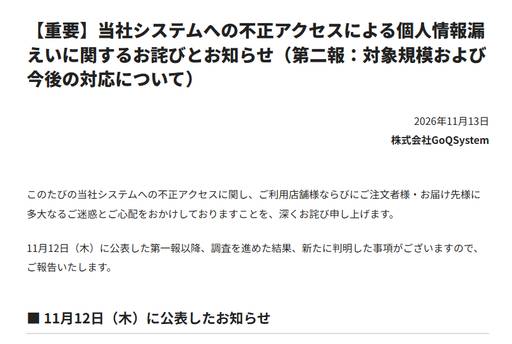 【重要】当社システムへの不正アクセスによる個人情報漏
えいに関するお詫びとお知らせ（第二報：対象規模および
今後の対応について）
2026年11月13日
株式会社GoQSystem
このたびの当社システムへの不正アクセスに関し、ご利用店舗様ならびにご注文者様・お届け先様に
多大なるご迷惑とご心配をおかけしておりますことを、深くお詫び申し上げます。
11月12日（木）に公表した第一報以降、調査を進めた結果、新たに判明した事項がございますので、
ご報告いたします。
■ 11月12日（木）に公表したお知らせ